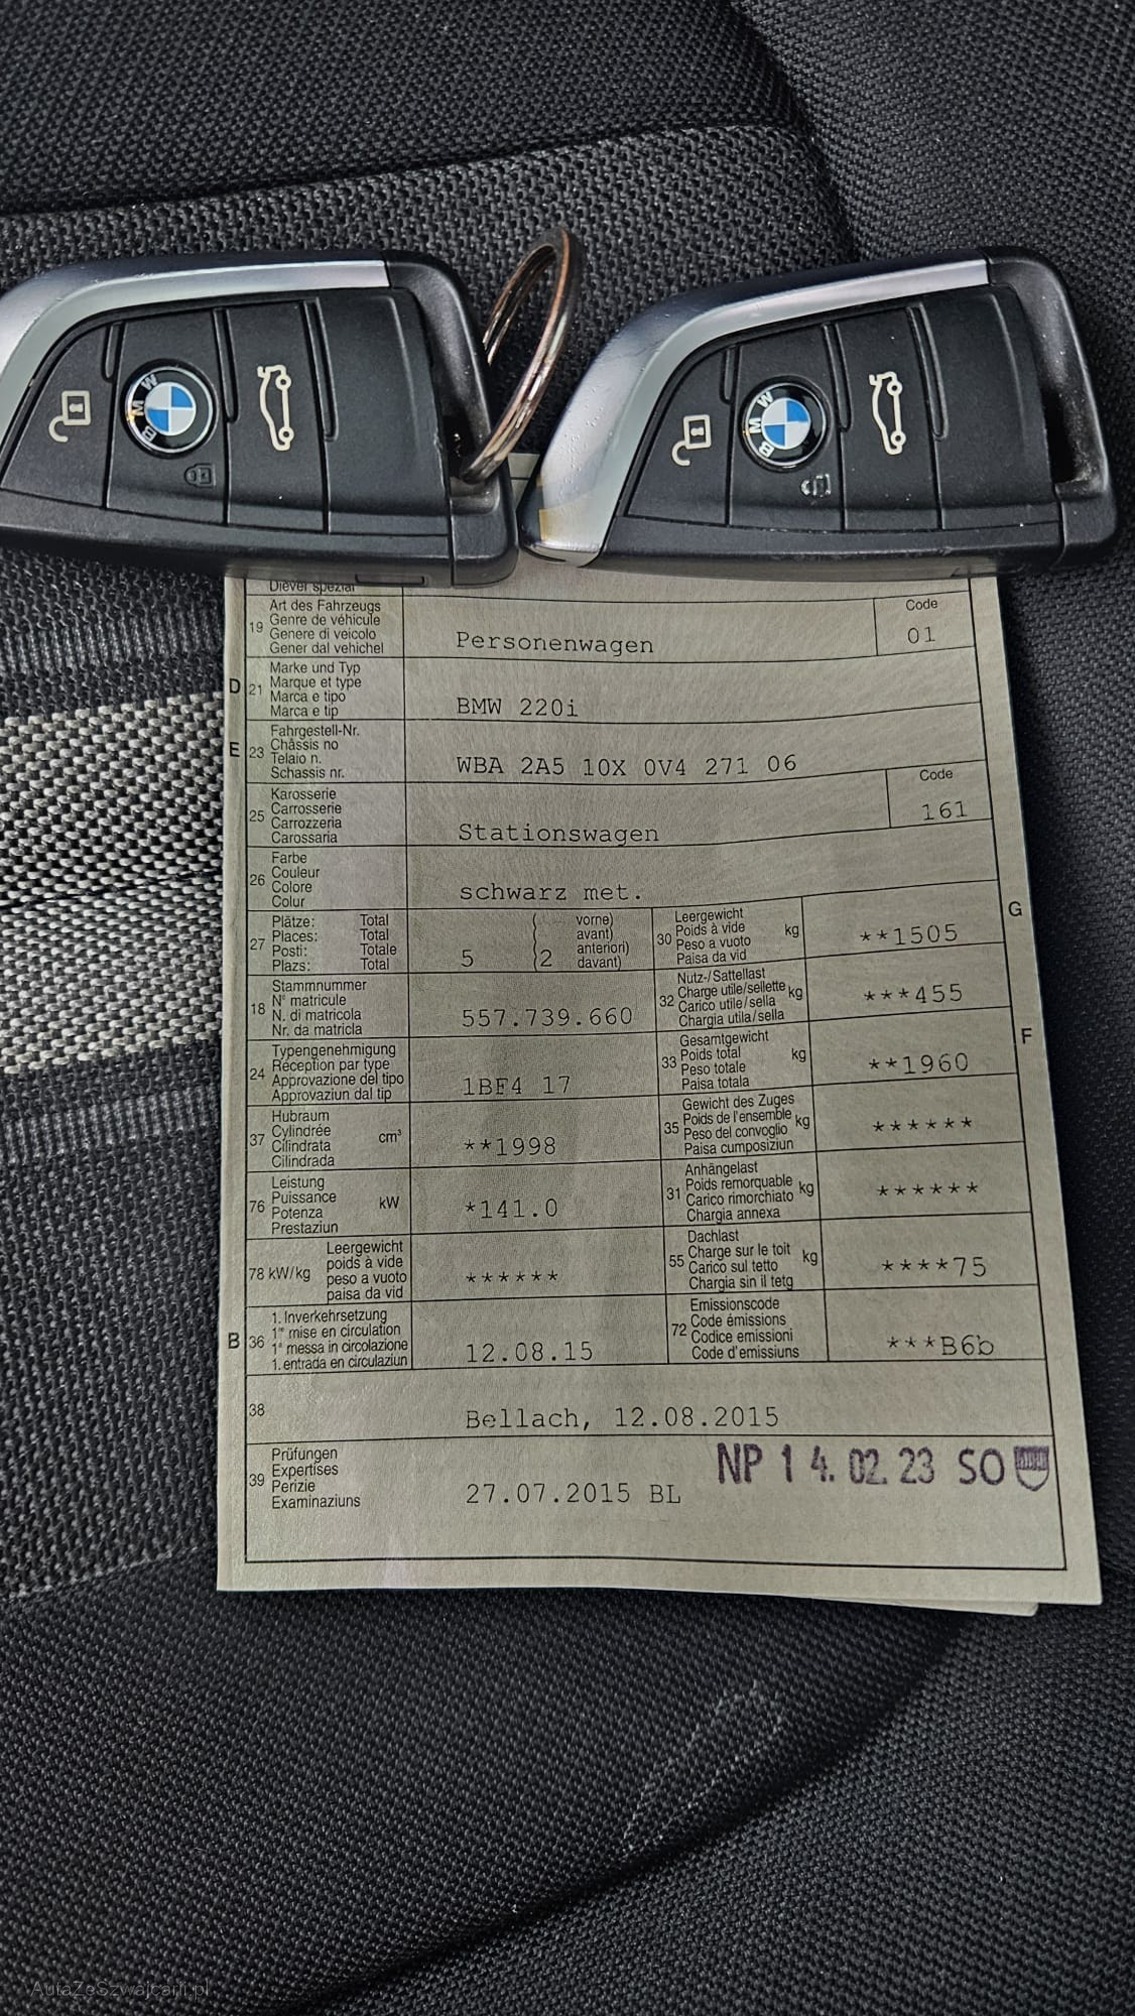 BMW
BMW
Diever spezial
19 Art des Fahrzeugs
Genre de véhicule
Genere di veicolo
Gener dal vehichel
Personenwagen
Code
01
D 21 Marke und Typ
Marque et type
Marca e tipo
Marca e tip
BMW 220i
E 23 Fahrgestell-Nr.
Châssis no
Telaio n.
Schassis nr.
WBA 2A5 10X 0V4 271 06
25 Karosserie
Carrosserie
Carrozzeria
Carossaria
Stationswagen
Code
161
26 Farbe
Couleur
Colore
Colur
schwarz met.
27 Plätze: Total
Places: Total
Posti: Totale
Plazs: Total
5 (2 vorne)
avant)
anteriori)
davant)
30 Leergewicht
Poids à vide kg
Peso a vuoto
Paisa da vid
**1505
G
18 Stammnummer
N° matricule
N. di matricola
Nr. da matricla
557.739.660
32 Nutz-/Sattellast
Charge utile/sellette kg
Carico utile/sella
Chargia utila/sella
***455
24 Typengenehmigung
Réception par type
Approvazione del tipo
Approvaziun dal tip
1BF4 17
33 Gesamtgewicht
Poids total kg
Peso totale
Paisa totala
**1960
F
37 Hubraum
Cylindrée cm³
Cilindrata
Cilindrada
**1998
35 Gewicht des Zuges
Poids de l'ensemble kg
Peso del convoglio
Paisa cumposiziun
******
76 Leistung
Puissance kW
Potenza
Prestaziun
*141.0
31 Anhängelast
Poids remorquable kg
Carico rimorchiato
Chargia annexa
******
78 kW/kg Leergewicht
poids à vide
peso a vuoto
paisa da vid
******
55 Dachlast
Charge sur le toit kg
Carico sul tetto
Chargia sin il tetg
****75
B 36 1. Inverkehrsetzung
1re mise en circulation
1a messa in circolazione
1. entrada en circulaziun
12.08.15
72 Emissionscode
Code émissions
Codice emissioni
Code d'emissiuns
***B6b
38 Bellach, 12.08.2015
39 Prüfungen
Expertises
Perizie
Examinaziuns
27.07.2015 BL
NP 14. 02. 23 SO
AutaZeSzwajcarii.pl